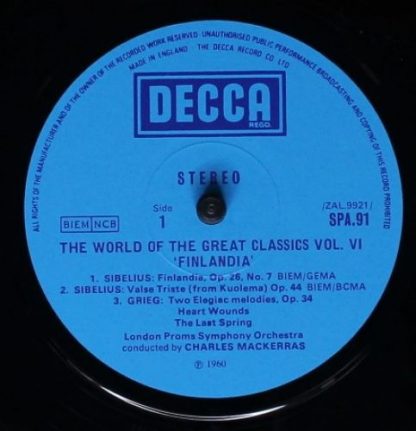 ALL RIGHTS OF THE MANUFACTURER AND OF THE OWNER OF THE RECORDED WORK RESERVED · UNAUTHORISED PUBLIC PERFORMANCE BROADCASTING AND COPYING OF THIS RECORD PROHIBITED
MADE IN ENGLAND · THE DECCA RECORD CO LTD
DECCA
REGD.
STEREO
Side
1
/ZAL.9921/
SPA.91
BIEM NCB
THE WORLD OF THE GREAT CLASSICS VOL. VI
'FINLANDIA'
1. SIBELIUS: Finlandia, Op. 26, No. 7 BIEM/GEMA
2. SIBELIUS: Valse Triste (from Kuolema) Op. 44 BIEM/BCMA
3. GRIEG: Two Elegiac melodies, Op. 34
Heart Wounds
The Last Spring
London Proms Symphony Orchestra
conducted by CHARLES MACKERRAS
℗ 1960